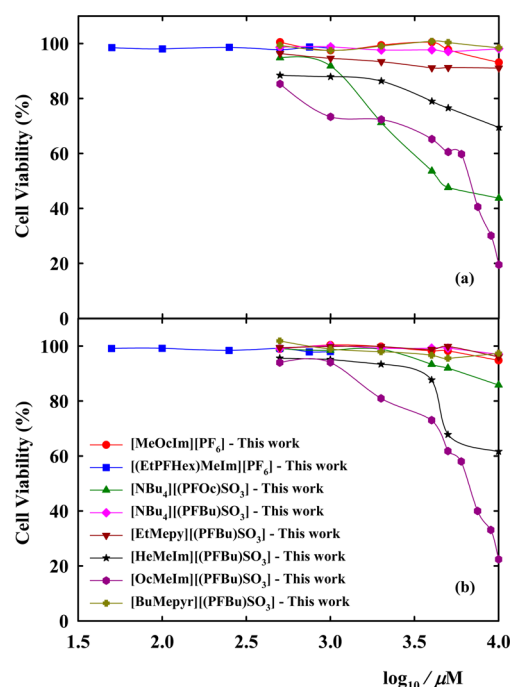 120
100
80
60
40
20
0
Cell Viability (%)
(a)
100
80
60
40
20
0
Cell Viability (%)
[MeOcIm][PF6] - This work
[(EtPFHex)MeIm][PF6] - This work
[NBu4][(PFOc)SO3] - This work
[NBu4][(PFBu)SO3] - This work
[EtMepy][(PFBu)SO3] - This work
[HeMeIm][(PFBu)SO3] - This work
[OcMeIm][(PFBu)SO3] - This work
[BuMepyr][(PFBu)SO3] - This work
(b)
1.5 2.0 2.5 3.0 3.5 4.0
log10 / μM